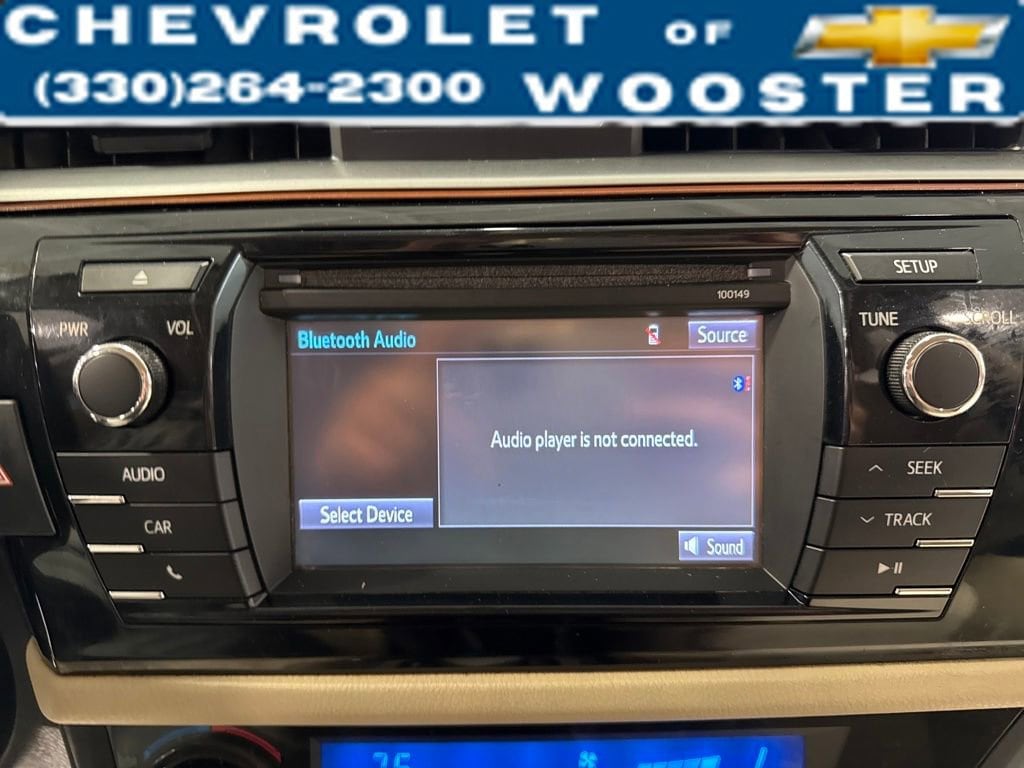 CHEVROLET OF
(330)264-2300 WOOSTER
SETUP
100149
PWR VOL
TUNE SCROLL
Bluetooth Audio
Source
Audio player is not connected.
AUDIO
SEEK
Select Device
CAR
TRACK
Sound
75